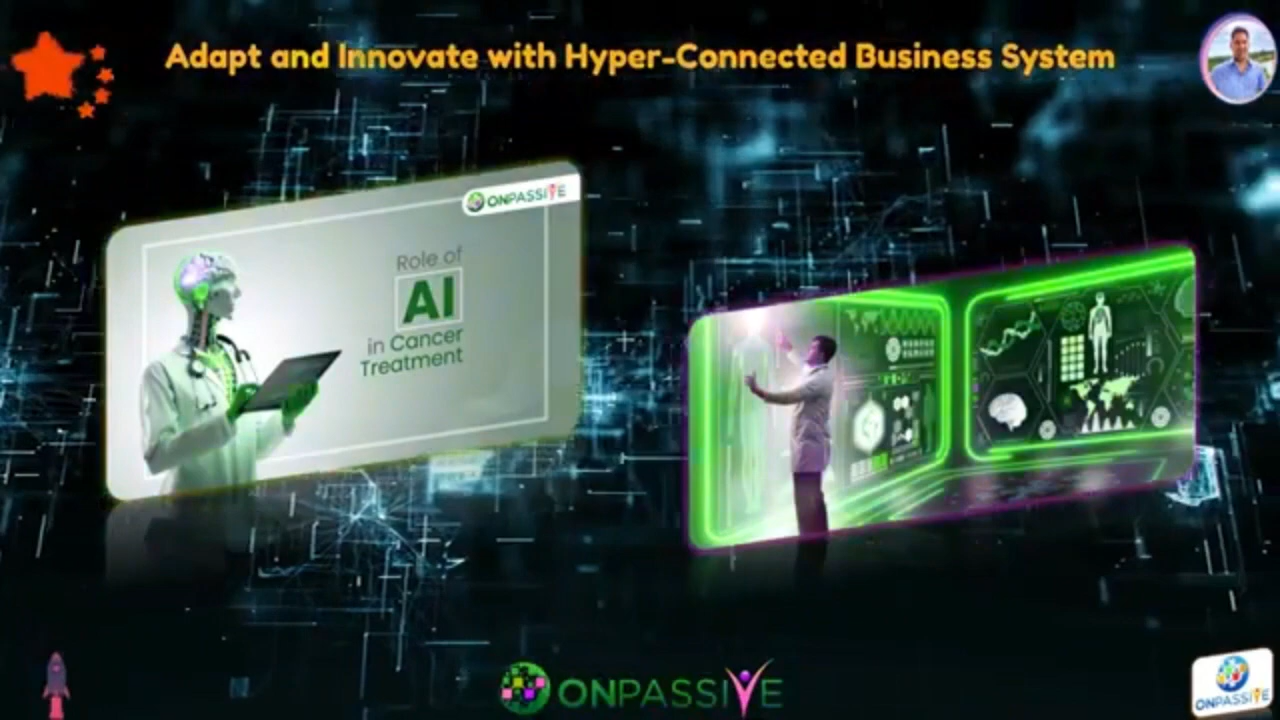 Adapt and Innovate with Hyper-Connected Business System
ONPASSIVE
Role of
AI
in Cancer
Treatment
ONPASSIVE
ONPASSIVE